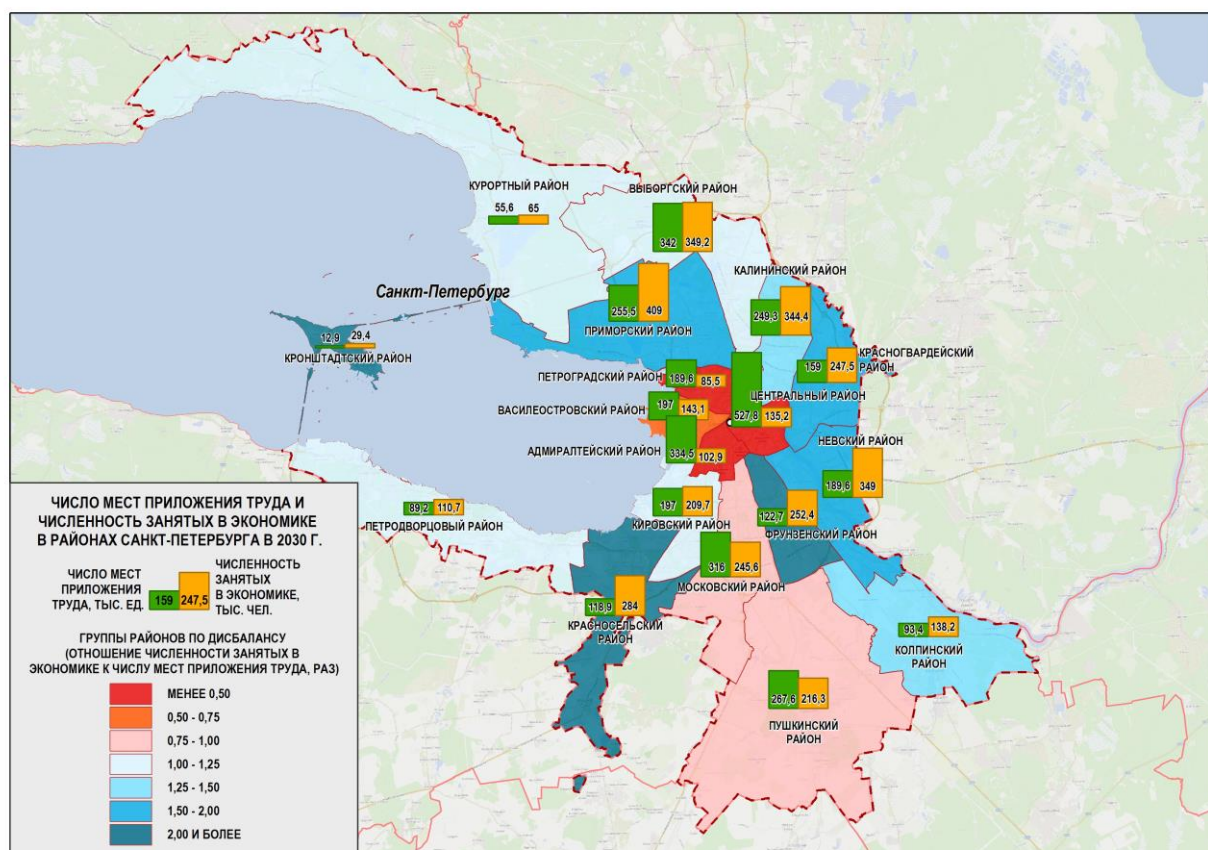 КУРОРТНЫЙ РАЙОН
55,6 65
ВЫБОРГСКИЙ РАЙОН
342 349,2
КАЛИНИНСКИЙ РАЙОН
249,3 344,4
Санкт-Петербург
255,5 409
ПРИМОРСКИЙ РАЙОН
12,9 29,4
КРОНШТАДТСКИЙ РАЙОН
159 247,5
КРАСНОГВАРДЕЙСКИЙ
РАЙОН
ПЕТРОГРАДСКИЙ РАЙОН
189,6 85,5
ЦЕНТРАЛЬНЫЙ РАЙОН
527,8 135,2
ВАСИЛЕОСТРОВСКИЙ РАЙОН
197 143,1
АДМИРАЛТЕЙСКИЙ РАЙОН
334,5 102,9
НЕВСКИЙ РАЙОН
189,6 349
89,2 110,7
ПЕТРОДВОРЦОВЫЙ РАЙОН
197 209,7
КИРОВСКИЙ РАЙОН
122,7 252,4
ФРУНЗЕНСКИЙ РАЙОН
316 245,6
МОСКОВСКИЙ РАЙОН
118,9 284
КРАСНОСЕЛЬСКИЙ
РАЙОН
93,4 138,2
КОЛПИНСКИЙ
РАЙОН
267,6 216,3
ПУШКИНСКИЙ
РАЙОН
ЧИСЛО МЕСТ ПРИЛОЖЕНИЯ ТРУДА И
ЧИСЛЕННОСТЬ ЗАНЯТЫХ В ЭКОНОМИКЕ
В РАЙОНАХ САНКТ-ПЕТЕРБУРГА В 2030 Г.
ЧИСЛО МЕСТ
ПРИЛОЖЕНИЯ
ТРУДА, ТЫС. ЕД.
159 247,5
ЧИСЛЕННОСТЬ
ЗАНЯТЫХ
В ЭКОНОМИКЕ,
ТЫС. ЧЕЛ.
ГРУППЫ РАЙОНОВ ПО ДИСБАЛАНСУ
(ОТНОШЕНИЕ ЧИСЛЕННОСТИ ЗАНЯТЫХ В
ЭКОНОМИКЕ К ЧИСЛУ МЕСТ ПРИЛОЖЕНИЯ ТРУДА, РАЗ)
МЕНЕЕ 0,50
0,50 - 0,75
0,75 - 1,00
1,00 - 1,25
1,25 - 1,50
1,50 - 2,00
2,00 И БОЛЕЕ